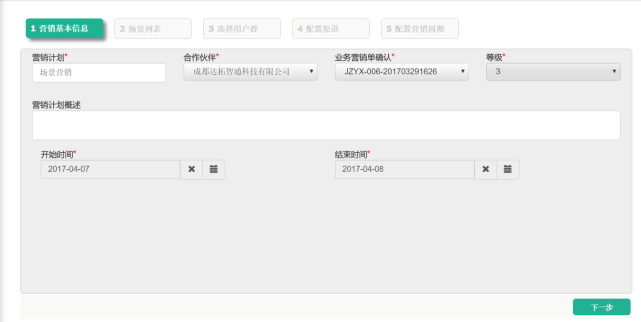 1 营销基本信息 2 场景列表 3 选择用户群 4 配置渠道 5 配置营销周期
营销计划* 合作伙伴* 业务营销单确认* 等级*
场景营销 成都达拓智通科技有限公司 JZYX-006-201703291626 3
营销计划概述
开始时间* 结束时间*
2017-04-07 2017-04-08
下一步